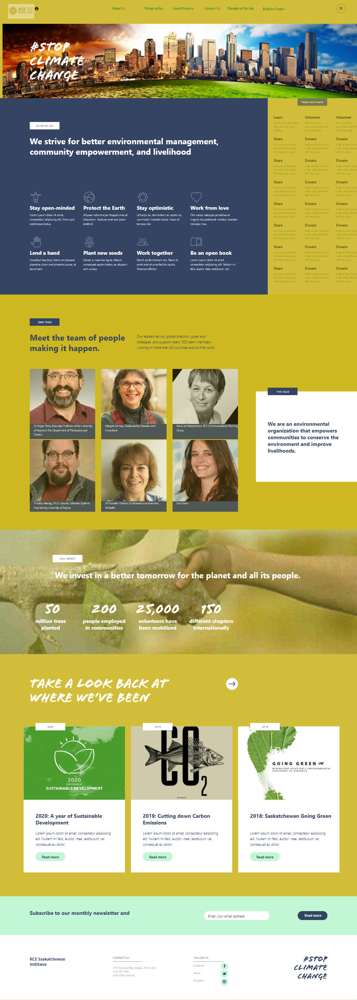 RCE
About Us
Things to Do
Local Projects
Contact Us
Thought of the day
Register/Login
#STOP
CLIMATE
CHANGE
WHAT WE DO
We strive for better environmental management,
community empowerment, and livelihood
Stay open-minded
Lorem ipsum dolor sit amet,
consectetur adipiscing elit. Proin quis
scelerisque lectus.
Protect the Earth
Aliquam ullamcorper feugiat urna ut
bibendum. Nulla eu erat sed ipsum
eleifend.
Stay optimistic
Ut turpis ex, elementum ac sapien ac,
commodo molestie lectus. Fusce et
tempus nisi.
Work from love
Orci varius natoque penatibus et
magnis dis parturient montes, nascetur
ridiculus mus.
Lend a hand
Curabitur faucibus, libero vel posuere
pharetra, dolor erat pharetra purus, ut
accumsan.
Plant new seeds
Donec a maximus ligula. Mauris
consequat sapien lectus, eu aliquam
sem cursus.
Work together
Morbi eu fermentum dui. Nunc sit
amet erat ut urna facilisis iaculis.
Vivamus efficitur.
Be an open book
Lorem ipsum dolor sit amet,
consectetur adipiscing elit. Nullam mi
felis, auctor vitae vestibulum vel,
News And Events
Learn
Get the facts about this
issue and how we're
helping.
Volunteer
Find out about
upcoming events that
need your help.
Volunteer
Find out about
upcoming events th
need your help.
Share
Let your social media
networks know about
this important cause.
Donate
Help us raise money to
make a big difference
with this issue.
Donate
Help us raise money
make a big differen
with this issue.
Share
Let your social media
networks know about
this important cause.
Donate
Help us raise money to
make a big difference
with this issue.
Donate
Help us raise money
make a big differen
with this issue.
Share
Let your social media
networks know about
this important cause.
Donate
Help us raise money to
make a big difference
with this issue.
Donate
Help us raise money
make a big differen
with this issue.
Share
Let your social media
networks know about
this important cause.
Donate
Help us raise money to
make a big difference
with this issue.
Donate
Help us raise money
make a big differen
with this issue.
Share
Let your social media
networks know about
this important cause.
Donate
Help us raise money to
make a big difference
with this issue.
Donate
Help us raise money
make a big differen
with this issue.
Share
Let your social media
networks know about
this important cause.
Donate
Help us raise money to
make a big difference
with this issue.
Donate
Help us raise money
make a big differen
with this issue.
Share
Let your social media
networks know about
this important cause.
Donate
Help us raise money to
make a big difference
with this issue.
Donate
Help us raise money
make a big differen
with this issue.
OUR TEAM
Meet the team of people
making it happen.
Our leaders set our global direction, goals and
strategies, and support nearly 500 team members
working in more than 20 countries around the world.
Dr. Roger Petry Associate Professor at the University
of Regina in the Department of Philosophy and
Classics.
Margret Asmuss, Sustainability Educator and
Consultant
Aura Lee Macpherson, RCE Communications Working
Group
Timothy Maciag, Ph.D. Lecturer, Software Systems
Engineering University of Regina
Jill Forrester Director, Continuous Improvement,
3sHealth
Eva Green,
THE ISSUE
We are an environmental
organization that empowers
communities to conserve the
environment and improve
livelihoods.
OUR IMPACT
We invest in a better tomorrow for the planet and all its people.
50
million trees
planted
200
people employed
in communities
25,000
volunteers have
been mobilized
150
different chapters
internationally
TAKE A LOOK BACK AT
WHERE WE'VE BEEN
2020
2020
CISV YEAR OF
SUSTAINABLE DEVELOPMENT
2020: A year of Sustainable
Development
Lorem ipsum dolor sit amet, consectetur adipiscing
elit. Nullam mi felis, auctor vitae vestibulum vel,
consequat eu dolor.
Read more
2019
CO2
2019: Cutting down Carbon
Emissions
Lorem ipsum dolor sit amet, consectetur adipiscing
elit. Nullam mi felis, auctor vitae vestibulum vel,
consequat eu dolor.
Read more
2018
GOING GREEN
MINIMIZING AVIATION'S ENVIRONMENTAL
FOOTPRINT AT AIRPORTS
2018: Saskatchewan Going Green
Lorem ipsum dolor sit amet, consectetur adipiscing
elit. Nullam mi felis, auctor vitae vestibulum vel,
consequat eu dolor.
Read more
Subscribe to our monthly newsletter and
Enter your email address
Read more
RCE Saskatchewan
Inititaive
CONTACT US
3737 Wascana Pkwy, Regina, SK S4S 0A2
(123) 456-7890
contact@rcesask.org
FOLLOW US
Facebook
Twitter
Instagram
#STOP
CLIMATE
CHANGE